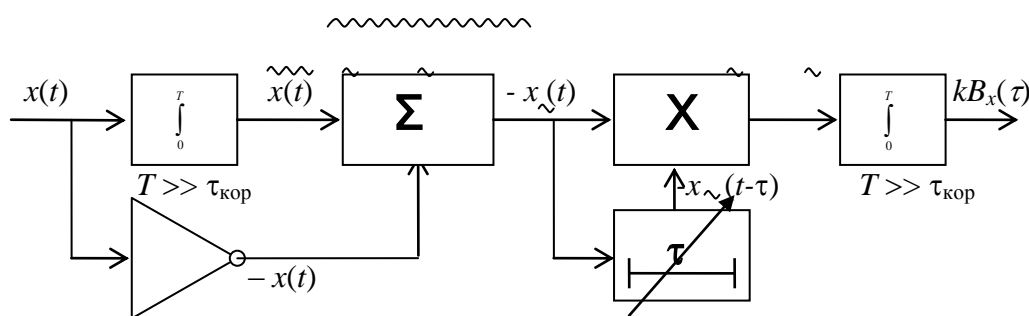 x(t)
∫ T 0
T >> τкор
x(t)
Σ
- x~(t)
X
∫ T 0
T >> τкор
kBx(τ)
– x(t)
-x~(t-τ)
τ